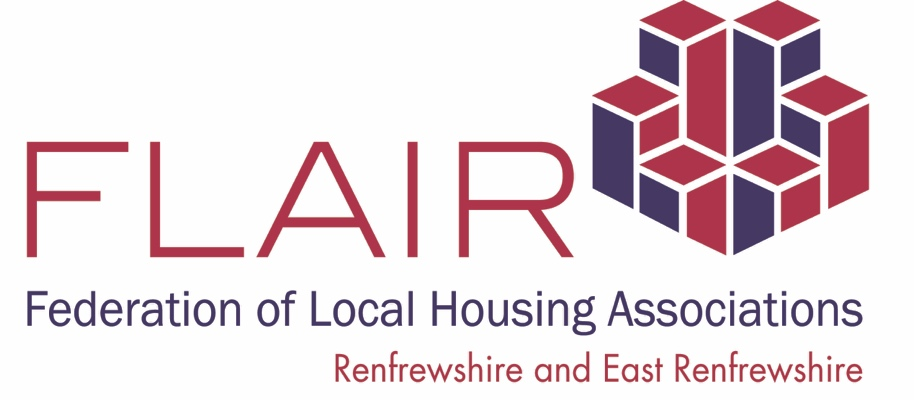 FLAIR
Federation of Local Housing Associations
Renfrewshire and East Renfrewshire